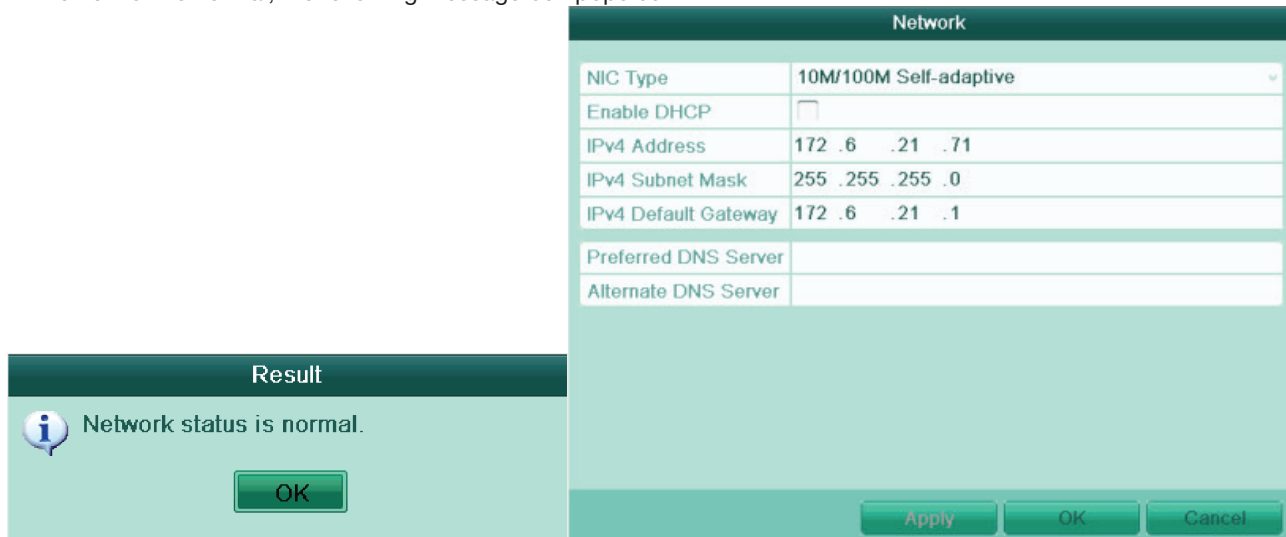 Network
NIC Type 10M/100M Self-adaptive
Enable DHCP
IPv4 Address 172 .6 .21 .71
IPv4 Subnet Mask 255 .255 .255 .0
IPv4 Default Gateway 172 .6 .21 .1
Preferred DNS Server
Alternate DNS Server
Result
Network status is normal.
OK
Apply OK Cancel